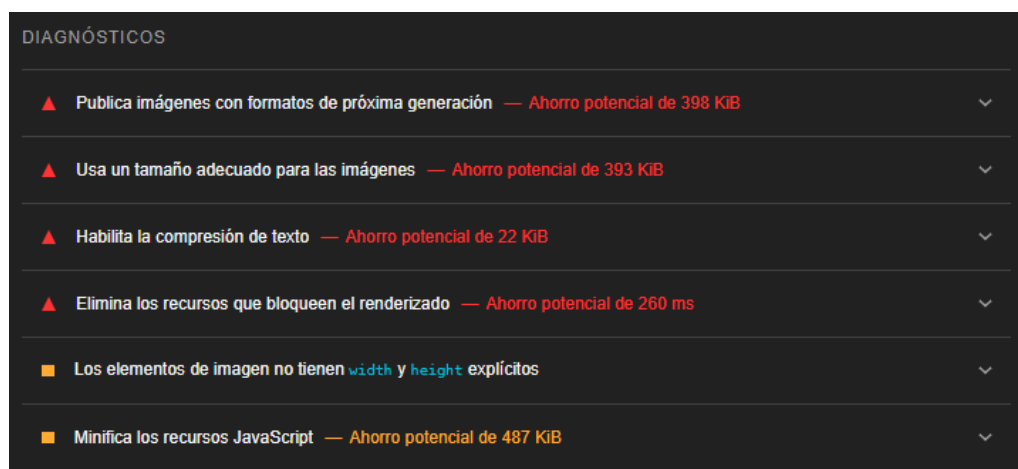 DIAGNÓSTICOS
Publica imágenes con formatos de próxima generación — Ahorro potencial de 398 KiB
Usa un tamaño adecuado para las imágenes — Ahorro potencial de 393 KiB
Habilita la compresión de texto — Ahorro potencial de 22 KiB
Elimina los recursos que bloqueen el renderizado — Ahorro potencial de 260 ms
Los elementos de imagen no tienen width y height explícitos
Minifica los recursos JavaScript — Ahorro potencial de 487 KiB